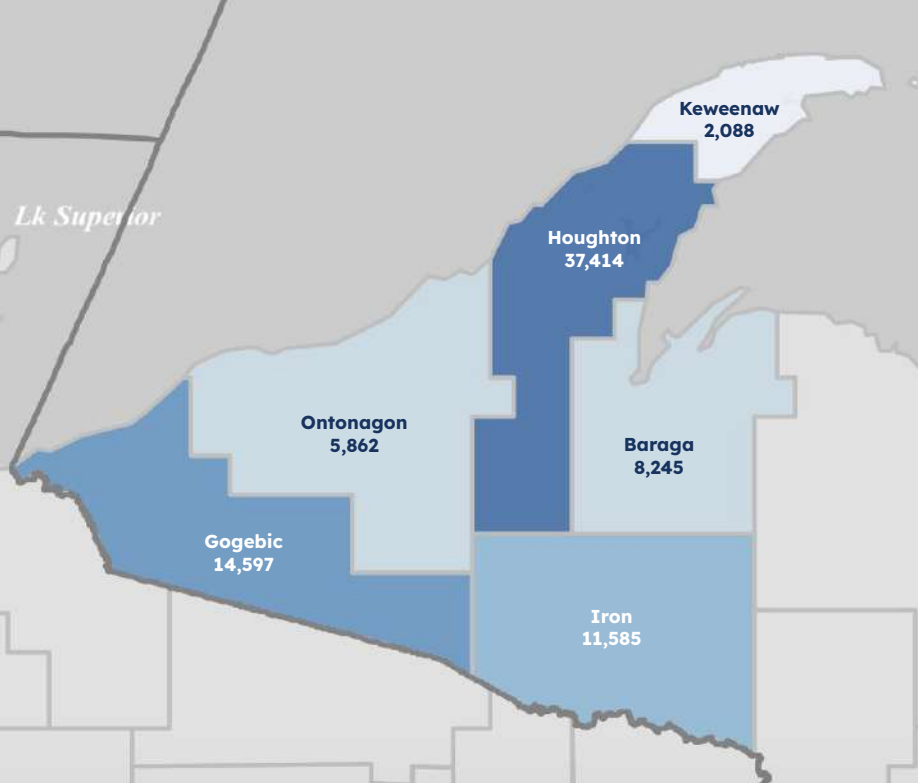 Keweenaw
2,088
Lk Superior
Houghton
37,414
Ontonagon
5,862
Baraga
8,245
Gogebic
14,597
Iron
11,585